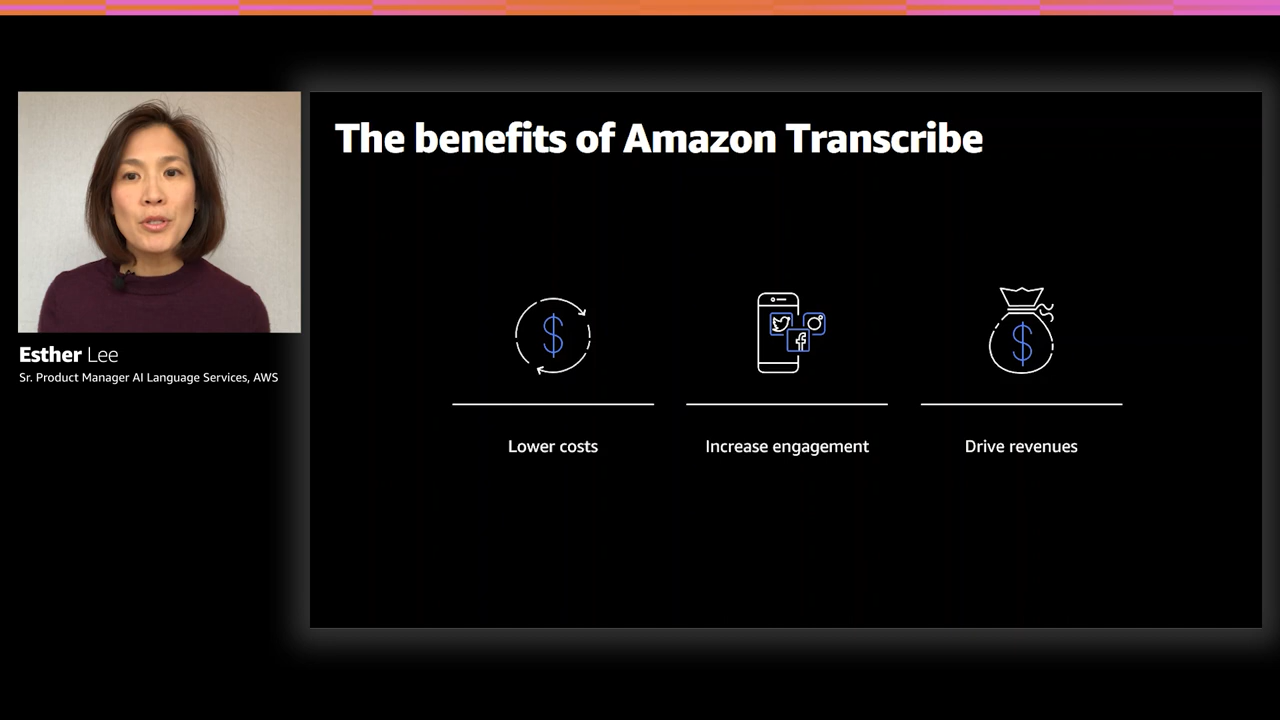 The benefits of Amazon Transcribe
Esther Lee
Sr. Product Manager AI Language Services, AWS
Lower costs
Increase engagement
Drive revenues